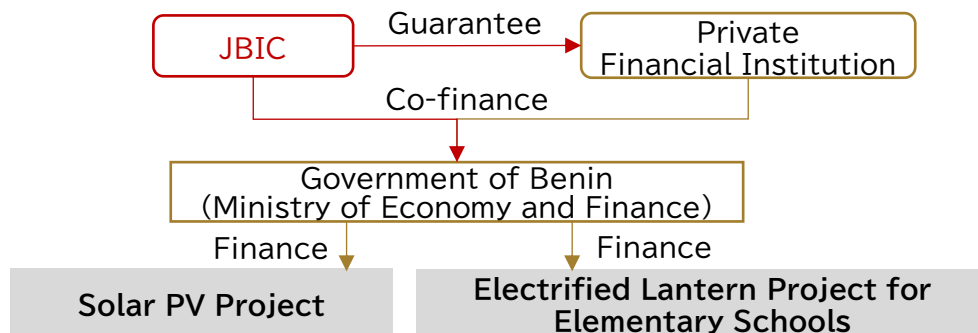 JBIC
Guarantee
Private
Financial Institution
Co-finance
Government of Benin
(Ministry of Economy and Finance)
Finance
Finance
Solar PV Project
Electrified Lantern Project for
Elementary Schools